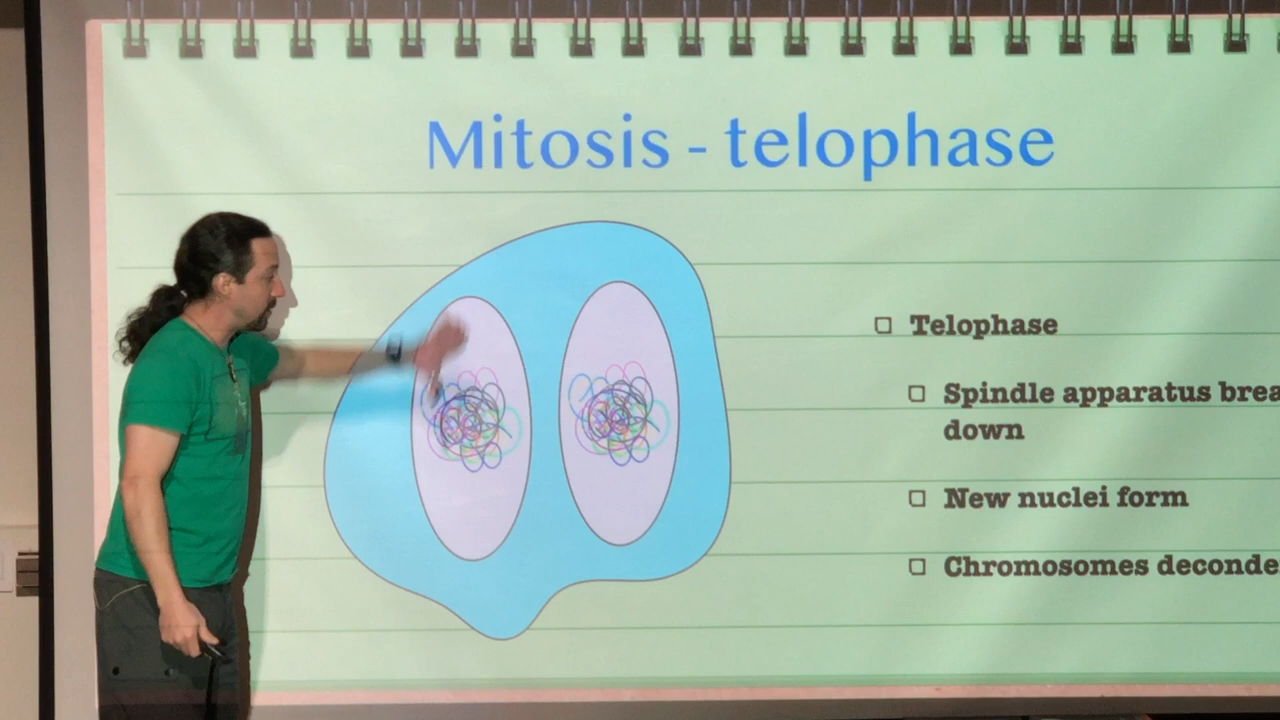 Mitosis - telophase
Telophase
Spindle apparatus brea
down
New nuclei form
Chromosomes deconde